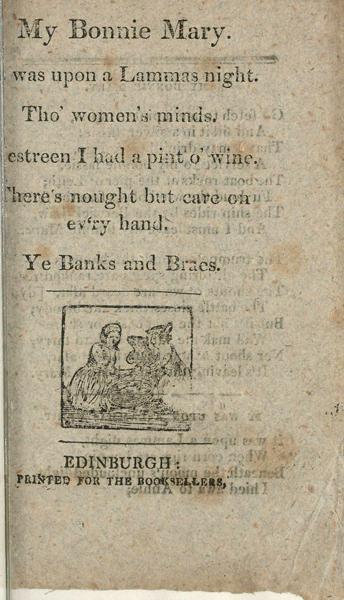 My Bonnie Mary.
was upon a Lammas night.
Tho' women's minds.
estreen I had a pint o' wine.
There's nought but care on
ev'ry hand.
Ye Banks and Braes.
EDINBURGH:
PRINTED FOR THE BOOKSELLERS,